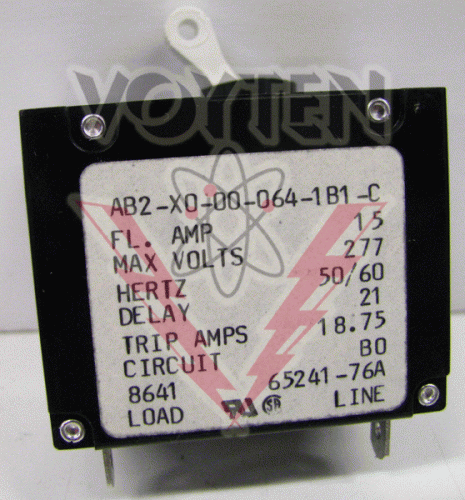 VOYTEN
AB2-X0-00-064-1B1-C
FL. AMP 15
MAX VOLTS 277
HERTZ 50/60
DELAY 21
TRIP AMPS 18.75
CIRCUIT B0
8641 65241-76A
LOAD LINE